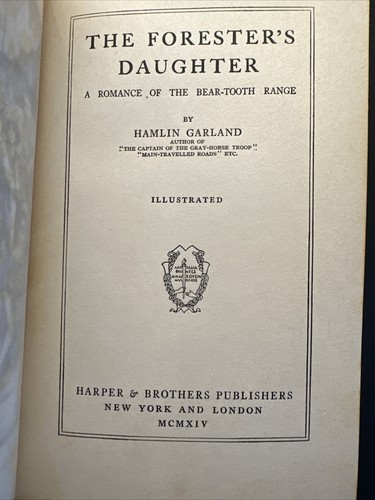 THE FORESTER'S
DAUGHTER
A ROMANCE OF THE BEAR-TOOTH RANGE
BY
HAMLIN GARLAND
AUTHOR OF
"THE CAPTAIN OF THE GRAY-HORSE TROOP"
"MAIN-TRAVELLED ROADS" ETC.
ILLUSTRATED
HARPER & BROTHERS PUBLISHERS
NEW YORK AND LONDON
MCMXIV